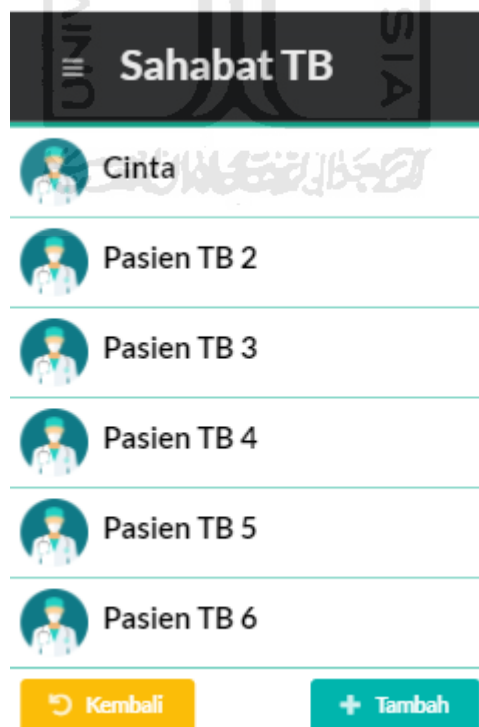 Sahabat TB
Cinta
Pasien TB 2
Pasien TB 3
Pasien TB 4
Pasien TB 5
Pasien TB 6
Kembali
Tambah